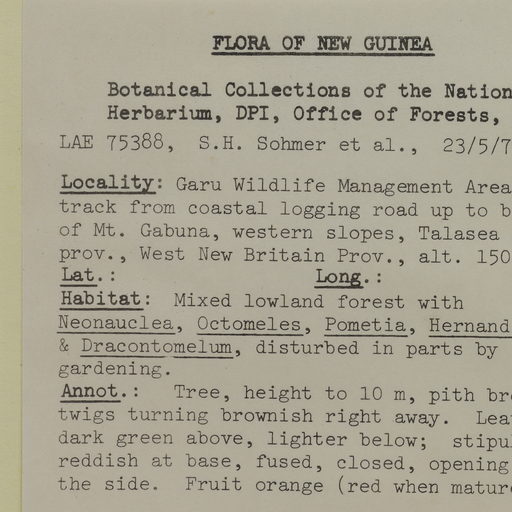 FLORA OF NEW GUINEA
Botanical Collections of the Nation
Herbarium, DPI, Office of Forests,
LAE 75388, S.H. Sohmer et al., 23/5/7
Locality: Garu Wildlife Management Area
track from coastal logging road up to b
of Mt. Gabuna, western slopes, Talasea
prov., West New Britain Prov., alt. 150
Lat.: Long.:
Habitat: Mixed lowland forest with
Neonauclea, Octomeles, Pometia, Hernand
& Dracontomelum, disturbed in parts by
gardening.
Annot.: Tree, height to 10 m, pith br
twigs turning brownish right away. Lea
dark green above, lighter below; stipu
reddish at base, fused, closed, opening
the side. Fruit orange (red when mature